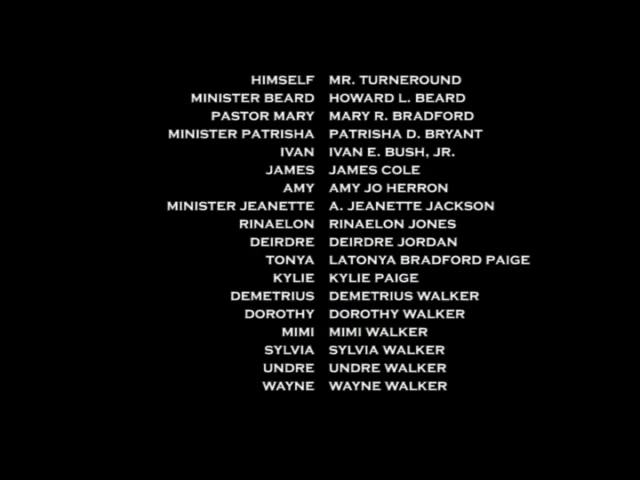 HIMSELF MR. TURNEROUND
MINISTER BEARD HOWARD L. BEARD
PASTOR MARY MARY R. BRADFORD
MINISTER PATRISHA PATRISHA D. BRYANT
IVAN IVAN E. BUSH, JR.
JAMES JAMES COLE
AMY AMY JO HERRON
MINISTER JEANETTE A. JEANETTE JACKSON
RINAELON RINAELON JONES
DEIRDRE DEIRDRE JORDAN
TONYA LATONYA BRADFORD PAIGE
KYLIE KYLIE PAIGE
DEMETRIUS DEMETRIUS WALKER
DOROTHY DOROTHY WALKER
MIMI MIMI WALKER
SYLVIA SYLVIA WALKER
UNDRE UNDRE WALKER
WAYNE WAYNE WALKER